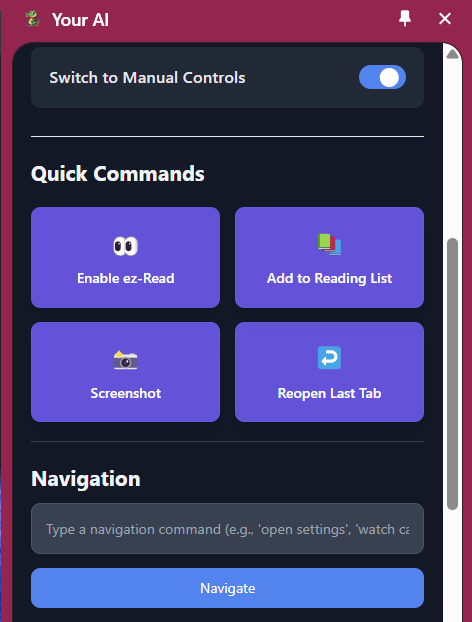 Your AI
Switch to Manual Controls
Quick Commands
Enable ez-Read
Add to Reading List
Screenshot
Reopen Last Tab
Navigation
Type a navigation command (e.g., 'open settings', 'watch ca
Navigate